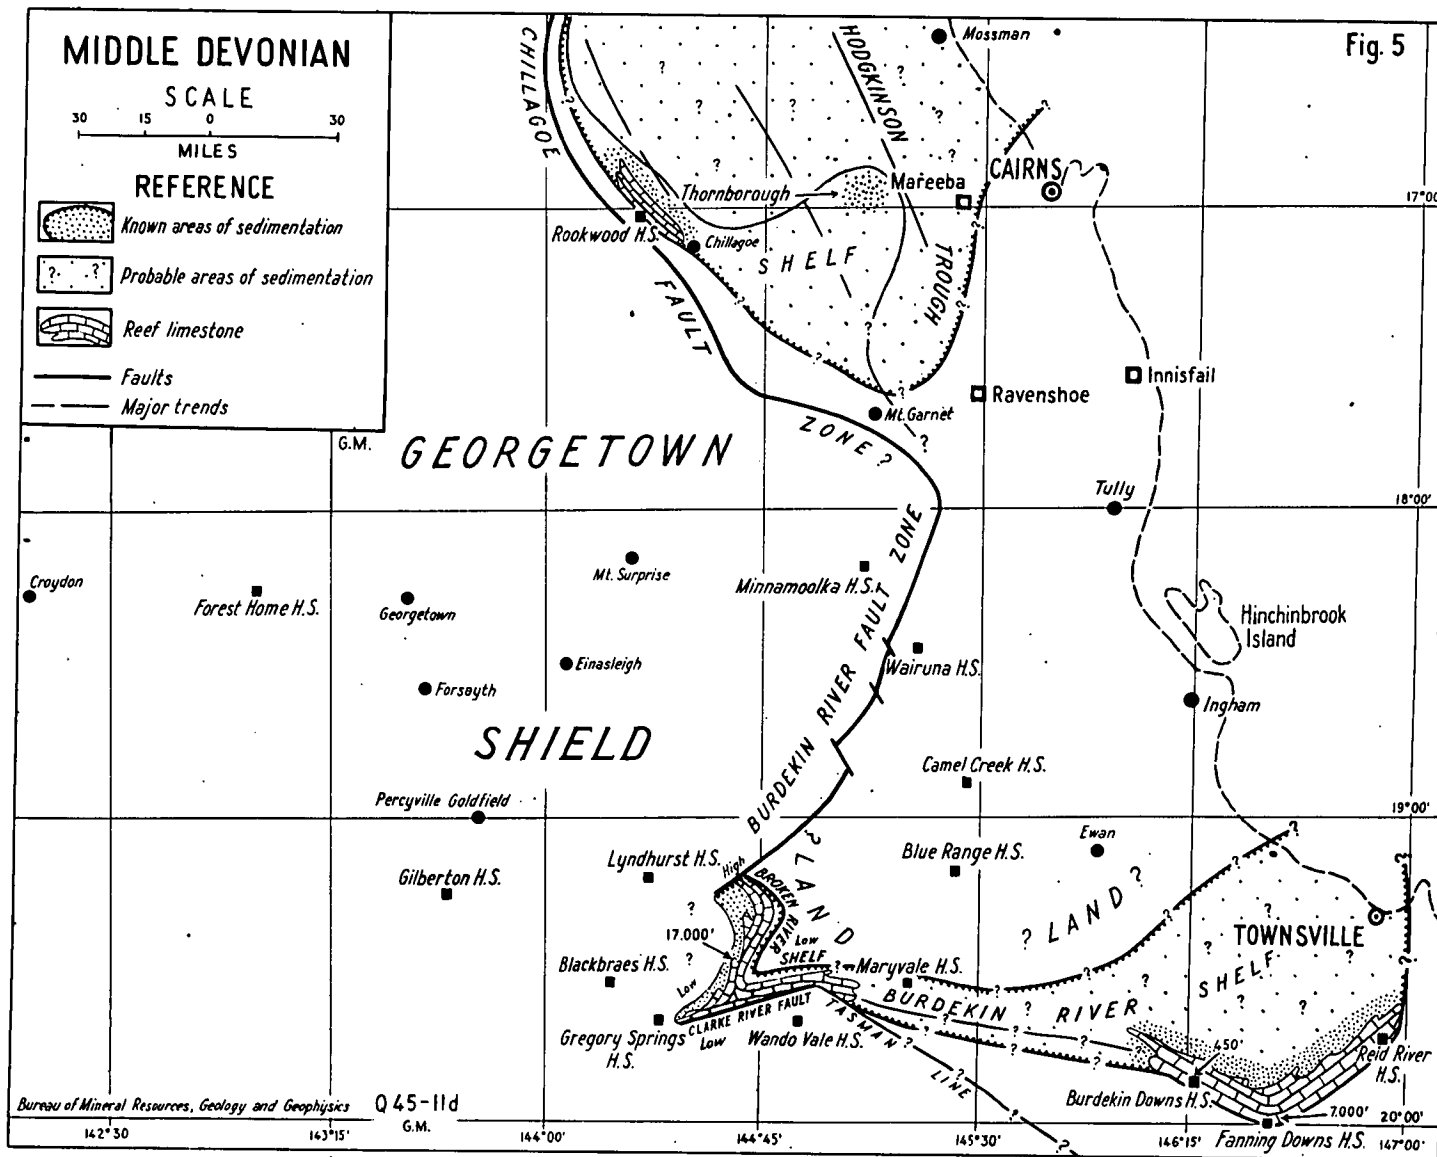 MIDDLE DEVONIAN
SCALE
30 15 0 30
MILES
REFERENCE
Known areas of sedimentation
? ? Probable areas of sedimentation
Reef limestone
Faults
Major trends
G.M.
Fig. 5
CHILLAGOE
FAULT
ZONE ?
HODGKINSON
TROUGH
SHELF
Mossman
CAIRNS
Mareeba
Thornborough
17°00'
Rookwood H.S.
Chillagoe
Innisfail
Ravenshoe
Mt. Garnet
GEORGETOWN
SHIELD
Tully
18°00'
BURDEKIN RIVER FAULT ZONE
Croydon
Forest Home H.S.
Georgetown
Mt. Surprise
Minnamoolka H.S.
Hinchinbrook
Island
Einasleigh
Wairuna H.S.
Forsayth
Ingham
Camel Creek H.S.
Percyville Goldfield
19°00'
Ewan
Lyndhurst H.S.
High
Blue Range H.S.
Gilberton H.S.
? LAND
BROKEN
RIVER
Low
SHELF
? LAND ?
17.000'
TOWNSVILLE
SHELF
Blackbraes H.S.
Low
Maryvale H.S.
BURDEKIN ? RIVER
CLARKE RIVER FAULT
Low
Gregory Springs
H.S.
Wando Vale H.S.
TASMAN
LINE
450'
Reid River
H.S.
Burdekin Downs H.S.
7.000'
20°00'
Fanning Downs H.S.
Bureau of Mineral Resources, Geology and Geophysics
Q 45-11d
G.M.
142°30 143°15' 144°00' 144°45' 145°30' 146°15' 147°00'